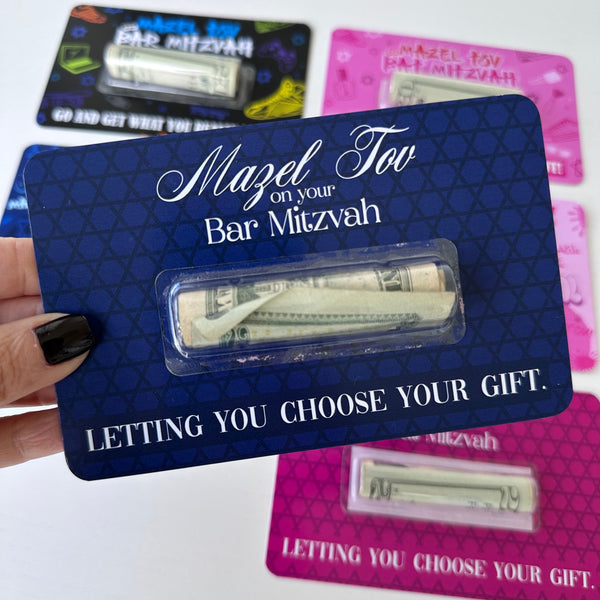 MAZEL TOV
BAR MITZVAH
GO AND GET WHAT YOU
MAZEL TOV
BAT MITZVAH
Mazel Tov
on your
Bar Mitzvah
LETTING YOU CHOOSE YOUR GIFT.
Mitzvah
LETTING YOU CHOOSE YOUR GIFT.